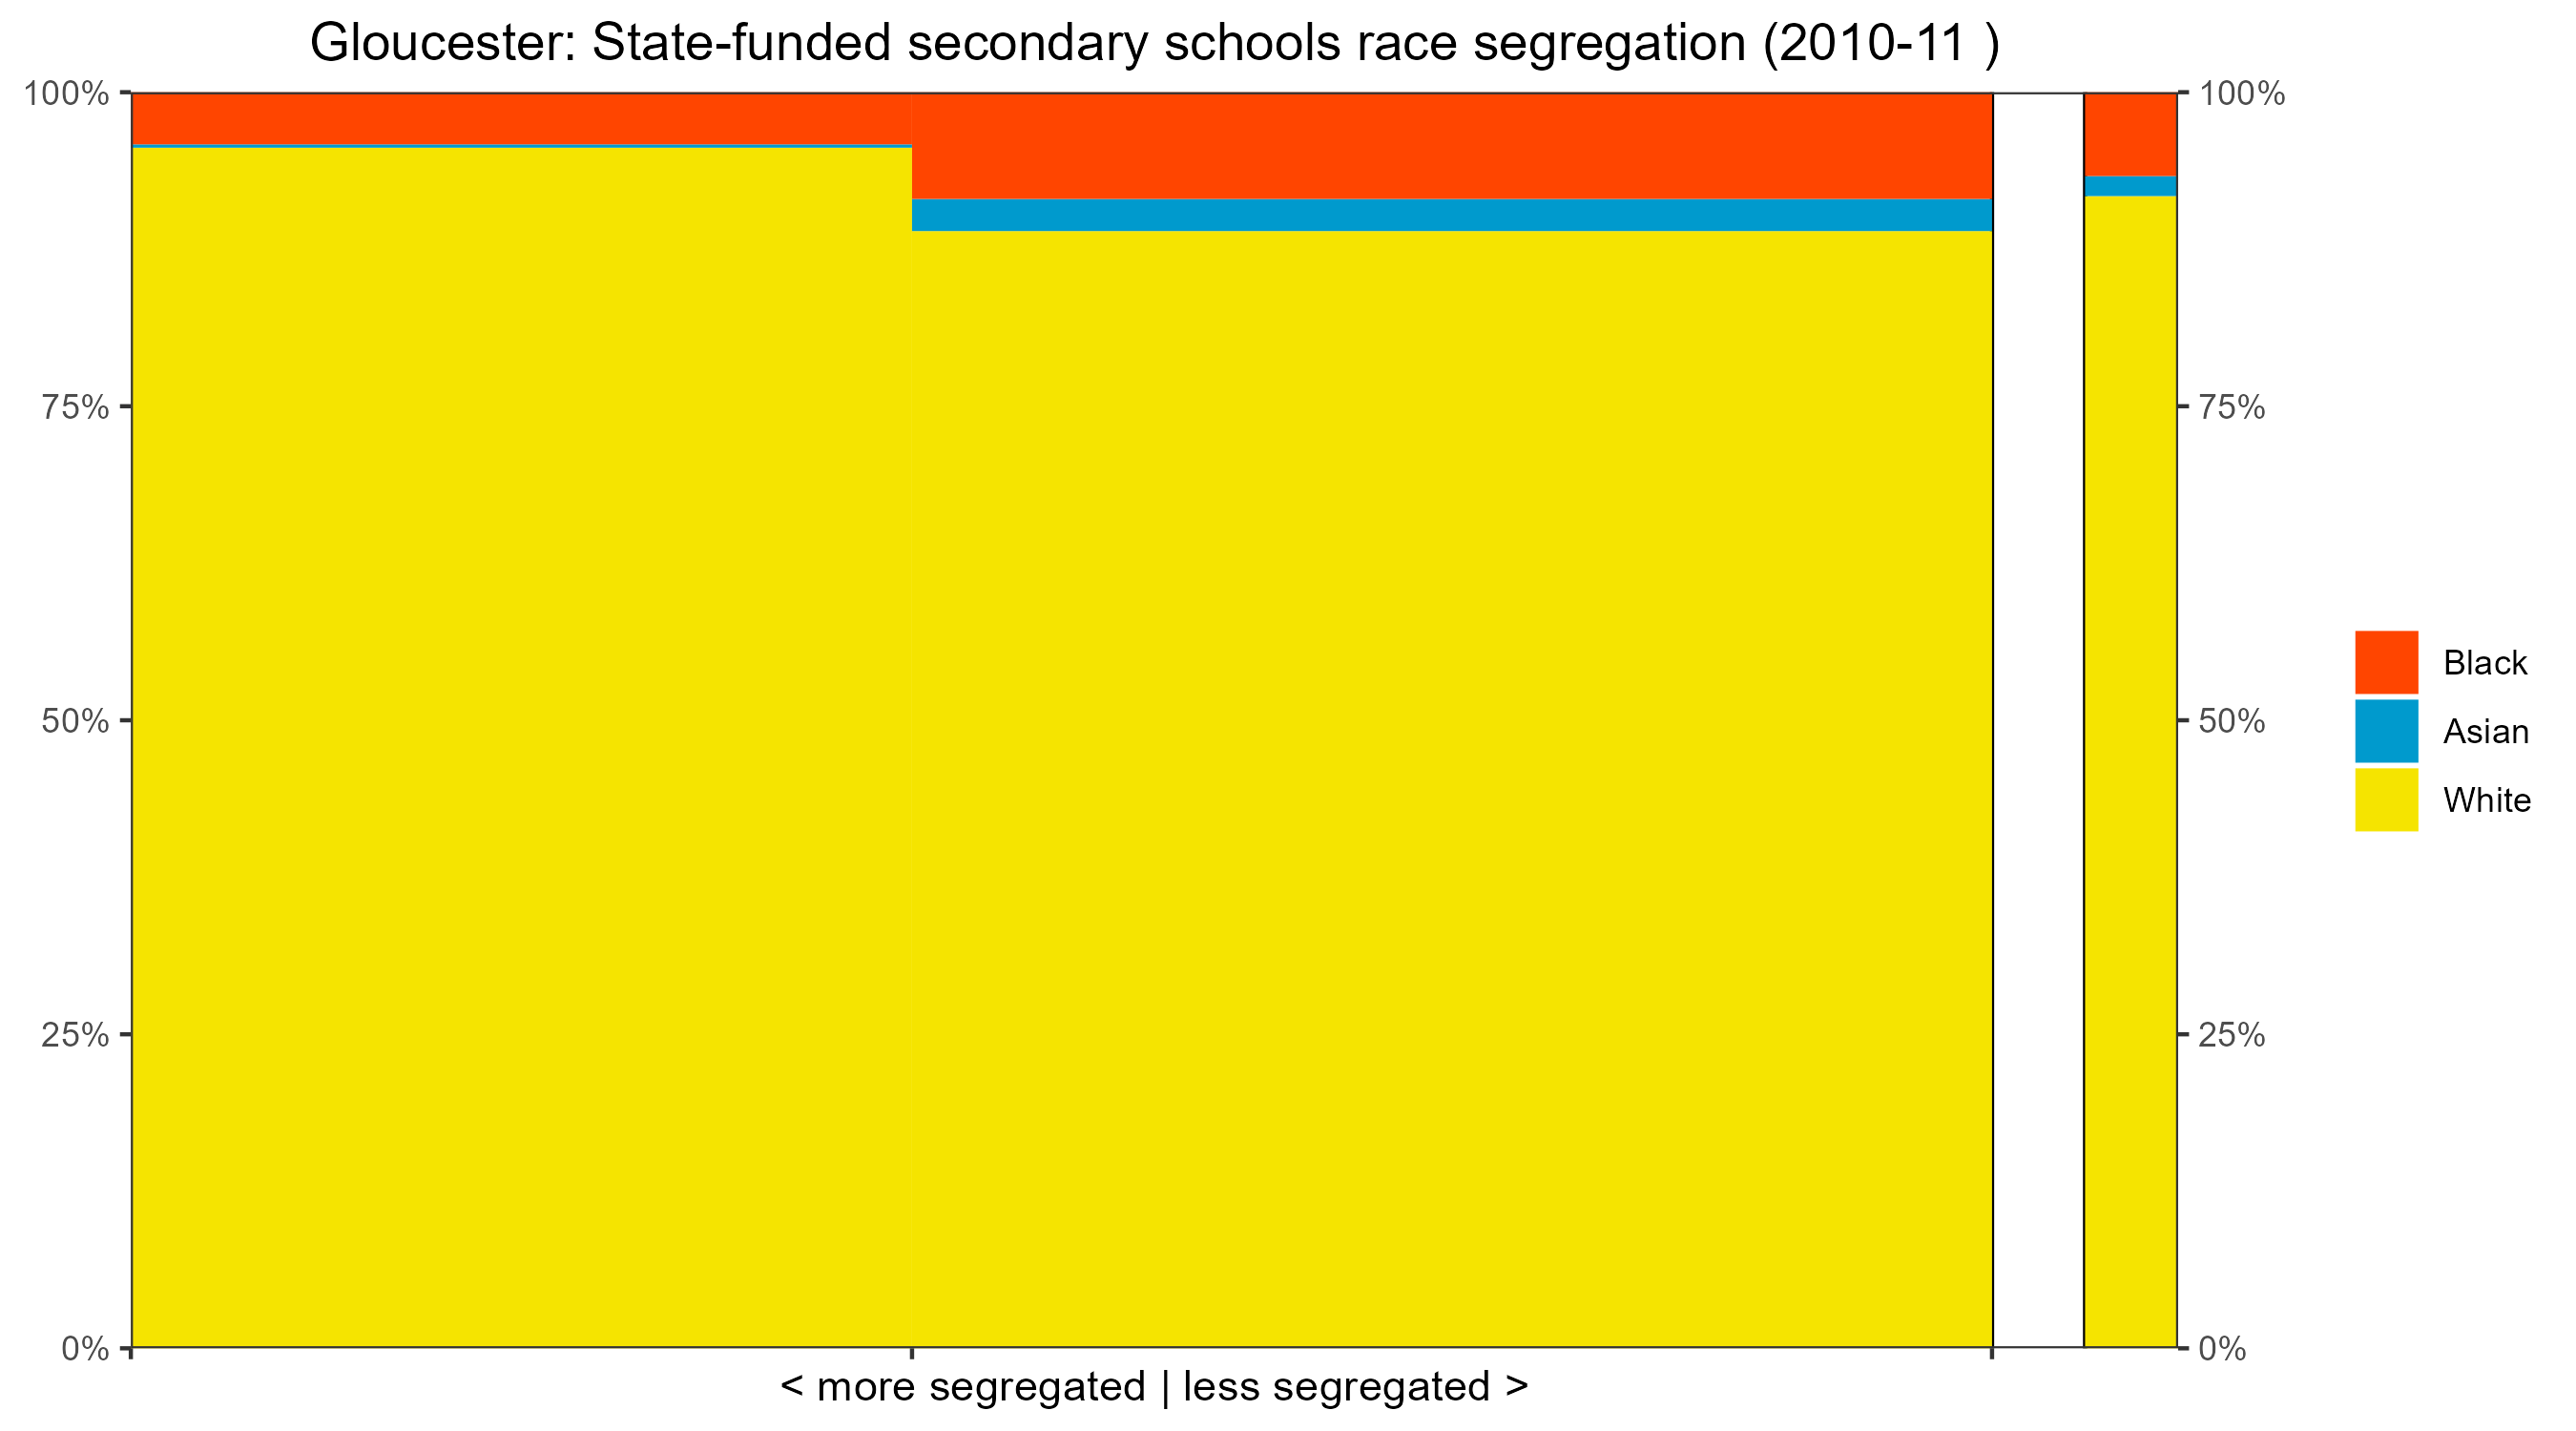 Gloucester: State-funded secondary schools race segregation (2010-11 )
100%
75%
50%
25%
0%
100%
75%
50%
25%
0%
Black
Asian
White
< more segregated | less segregated >